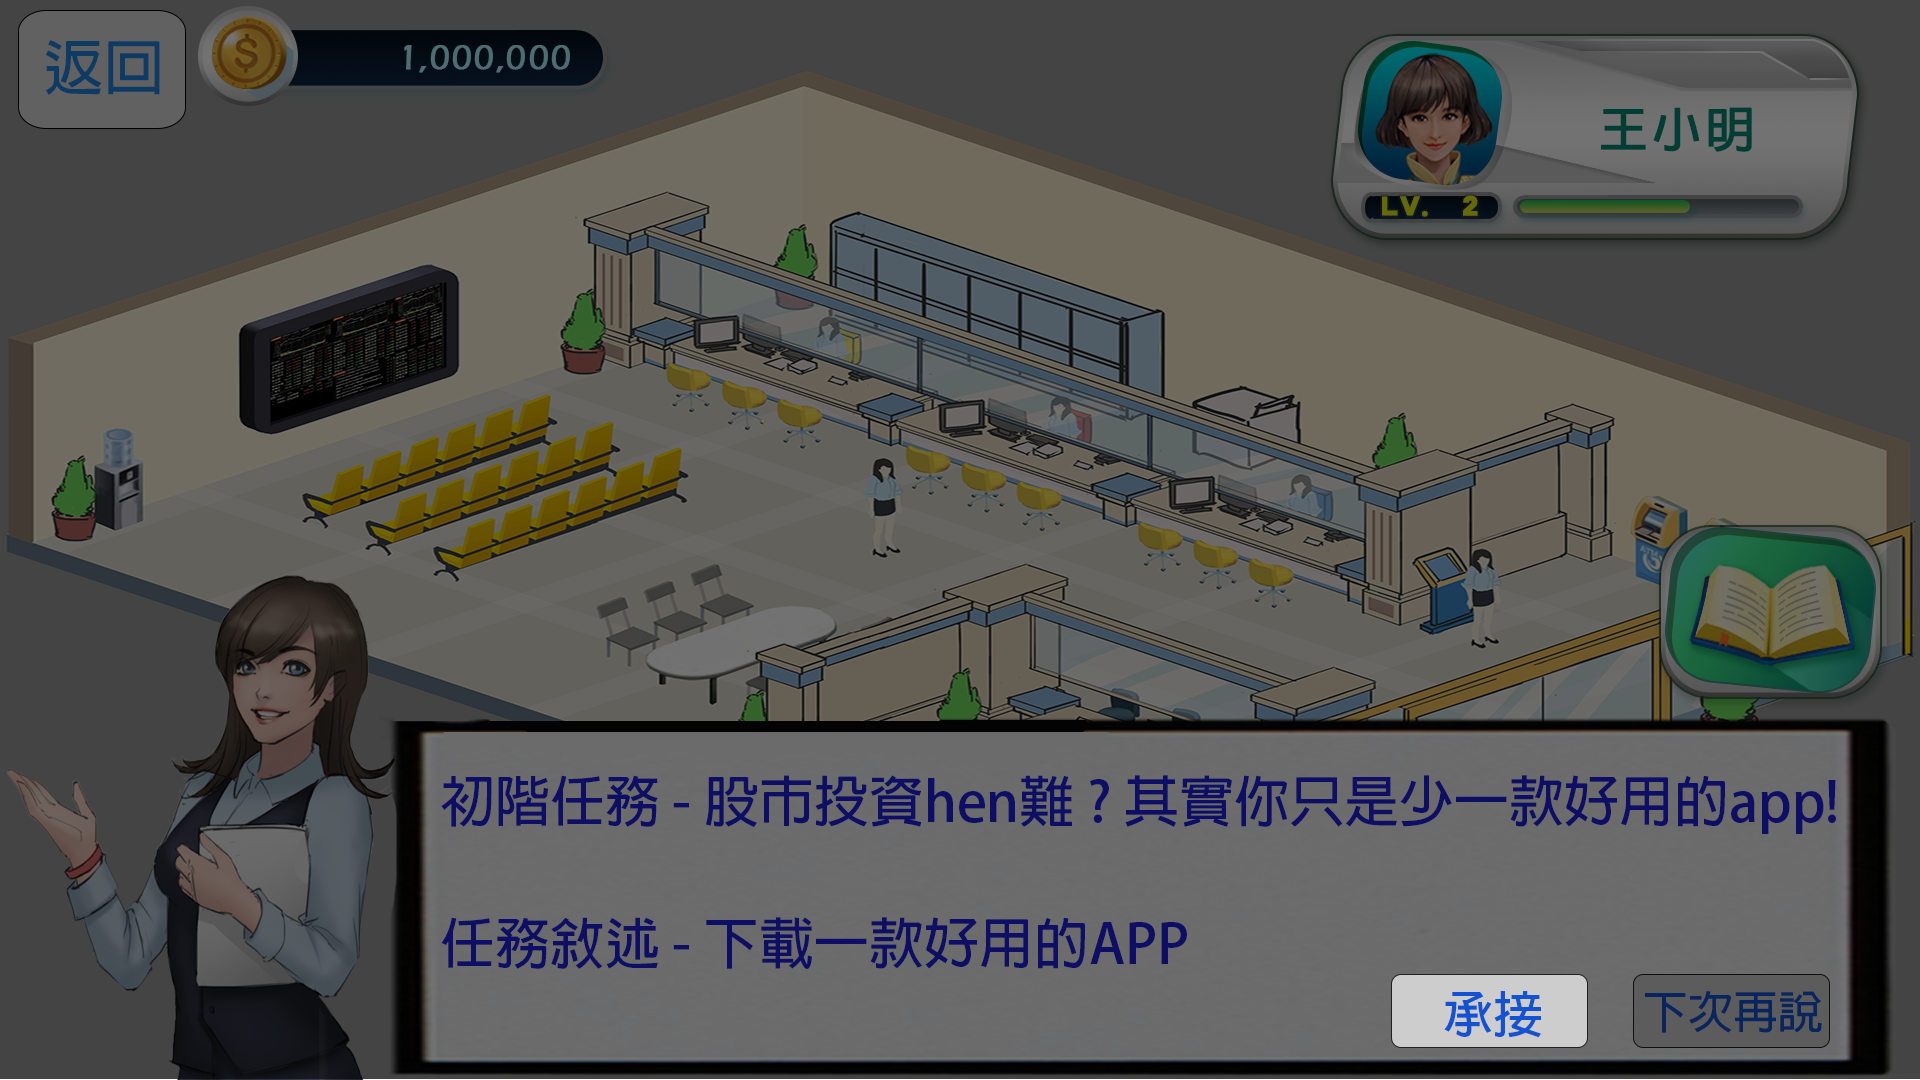 返回
1,000,000
王小明
LV. 2
初階任務 - 股市投資hen難？其實你只是少一款好用的app!
任務敘述 - 下載一款好用的APP
承接
下次再說